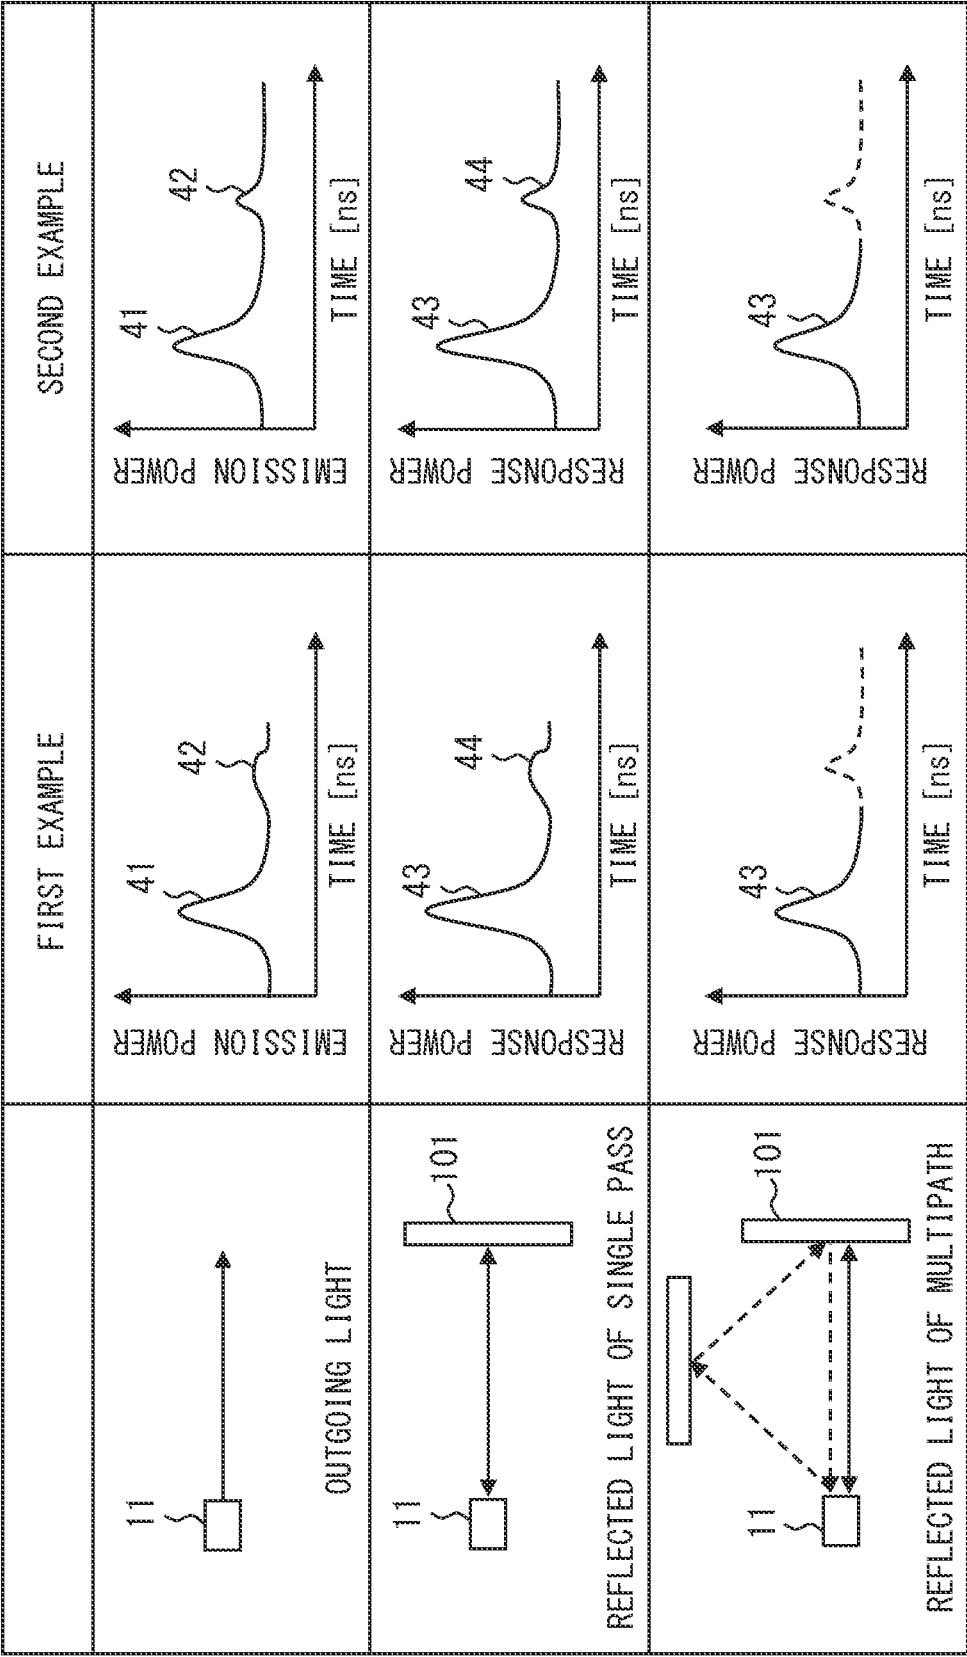 FIRST EXAMPLE
SECOND EXAMPLE
11
OUTGOING LIGHT
EMISSION POWER
41
42
TIME [ns]
EMISSION POWER
41
42
TIME [ns]
11
101
REFLECTED LIGHT OF SINGLE PASS
RESPONSE POWER
43
44
TIME [ns]
RESPONSE POWER
43
44
TIME [ns]
11
101
REFLECTED LIGHT OF MULTIPATH
RESPONSE POWER
43
TIME [ns]
RESPONSE POWER
43
TIME [ns]